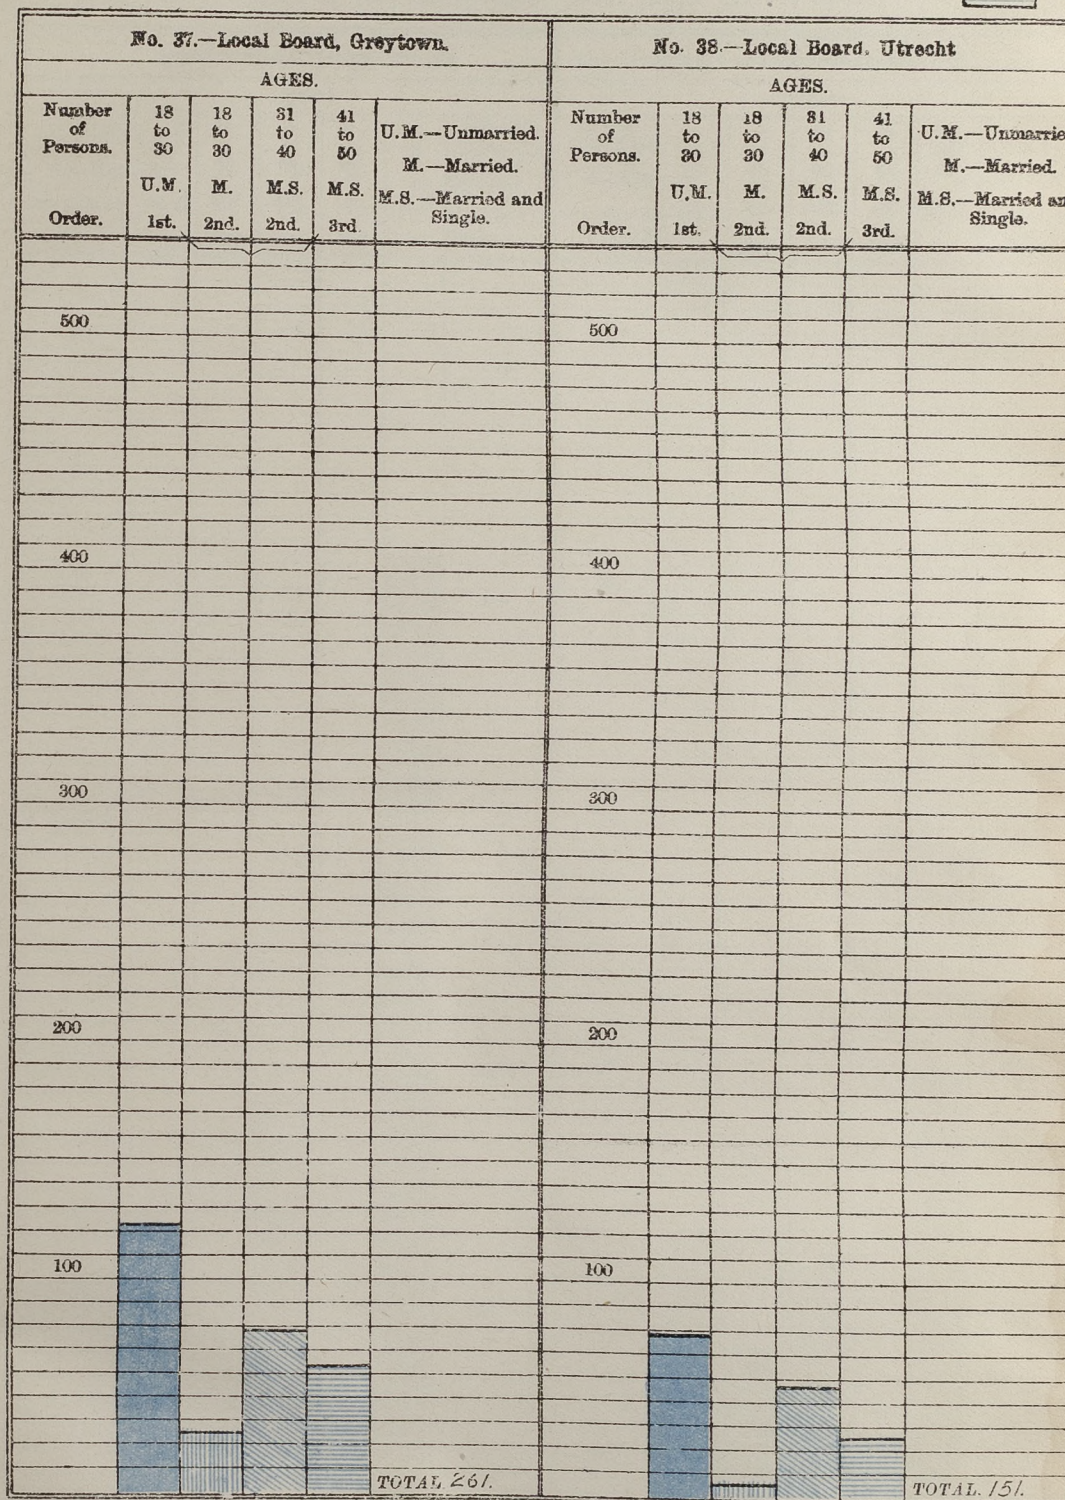 No. 37.—Local Board, Greytown.
AGES.
Number of Persons.
Order.
18 to 30 U.M. 1st.
18 to 30 M. 2nd.
31 to 40 M.S. 2nd.
41 to 50 M.S. 3rd
U.M.—Unmarried.
M.—Married.
M.S.—Married and
Single.
500
400
300
200
100
TOTAL 261.
No. 38.—Local Board, Utrecht
AGES.
Number of Persons.
Order.
18 to 30 U.M. 1st.
18 to 30 M. 2nd.
31 to 40 M.S. 2nd.
41 to 50 M.S. 3rd.
U.M.—Unmarrie
M.—Married.
M.S.—Married an
Single.
500
400
300
200
100
TOTAL. 151.